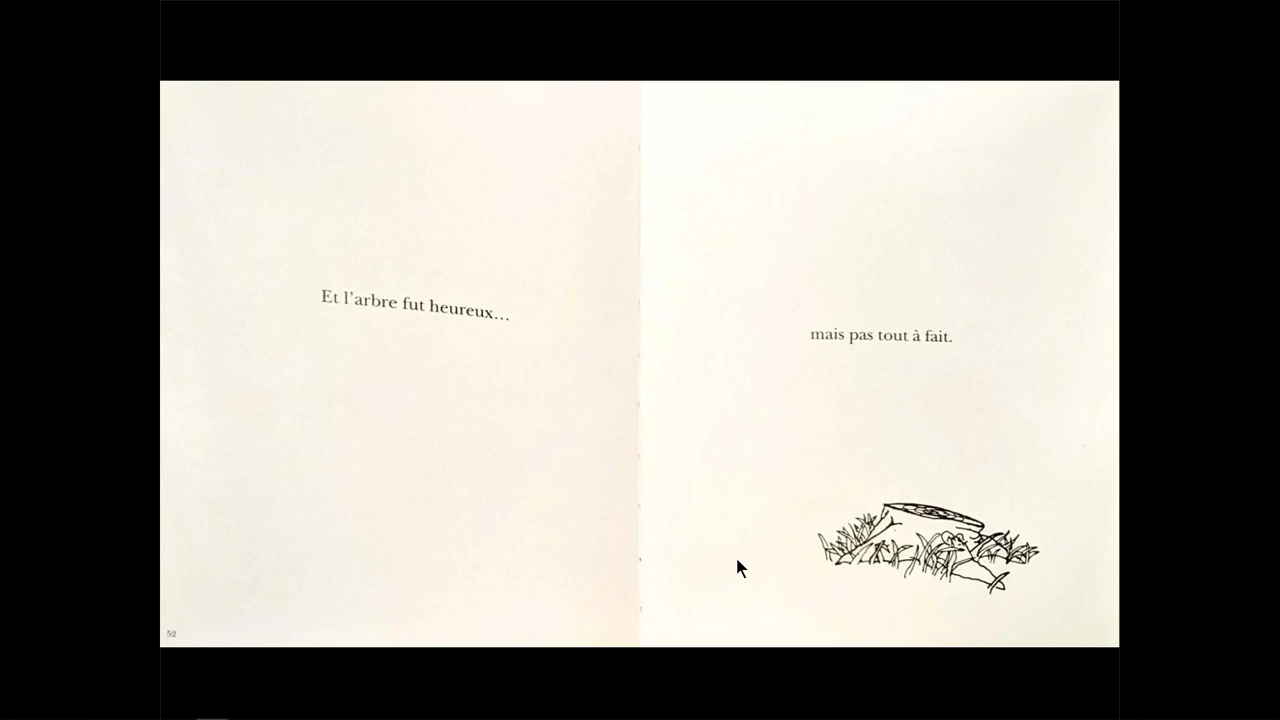 Et l’arbre fut heureux…
mais pas tout à fait.
52